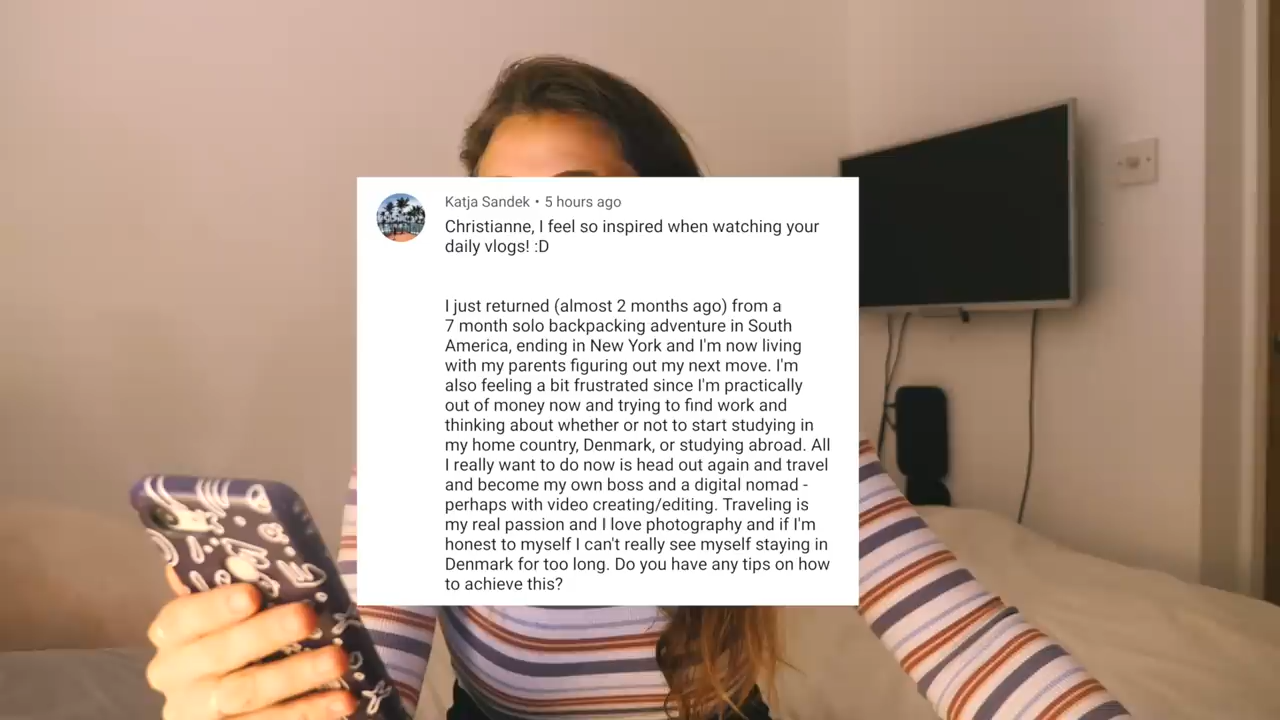 Katja Sandek • 5 hours ago
Christianne, I feel so inspired when watching your
daily vlogs! :D
I just returned (almost 2 months ago) from a
7 month solo backpacking adventure in South
America, ending in New York and I'm now living
with my parents figuring out my next move. I'm
also feeling a bit frustrated since I'm practically
out of money now and trying to find work and
thinking about whether or not to start studying in
my home country, Denmark, or studying abroad. All
I really want to do now is head out again and travel
and become my own boss and a digital nomad -
perhaps with video creating/editing. Traveling is
my real passion and I love photography and if I'm
honest to myself I can't really see myself staying in
Denmark for too long. Do you have any tips on how
to achieve this?